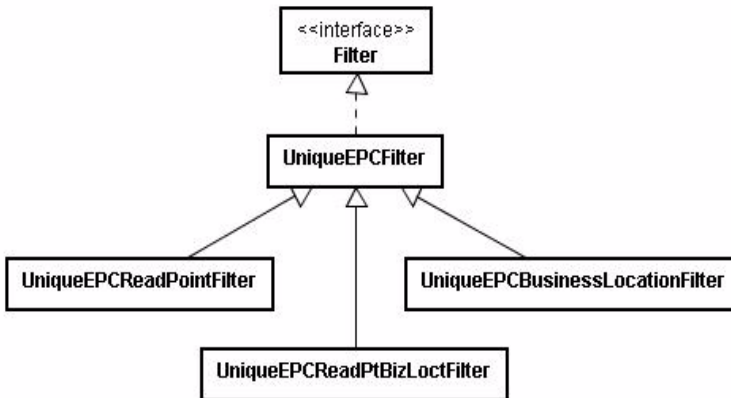 <<interface>>
Filter
UniqueEPCFilter
UniqueEPCReadPointFilter
UniqueEPCBusinessLocationFilter
UniqueEPCReadPtBizLoctFilter